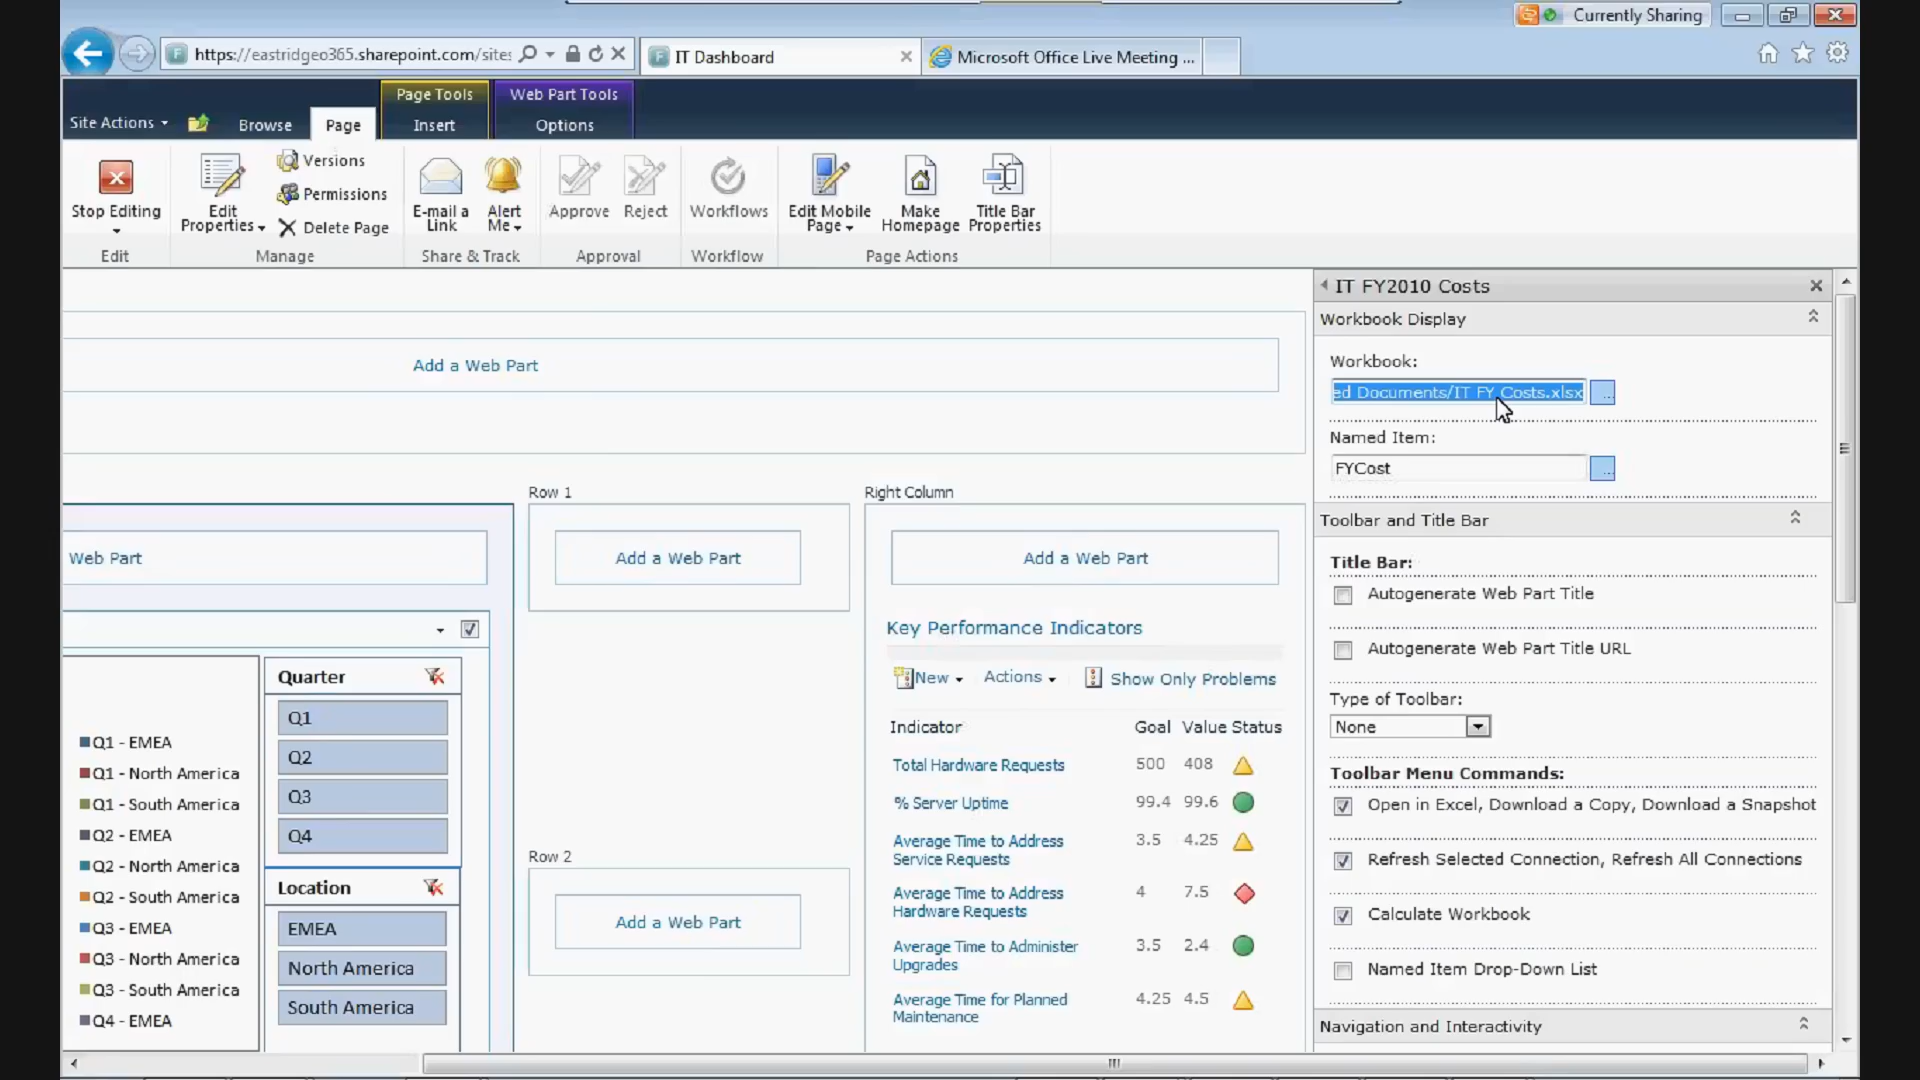 Currently Sharing
https://eastridgeo365.sharepoint.com/sites
IT Dashboard
Microsoft Office Live Meeting ...
Page Tools
Web Part Tools
Site Actions
Browse
Page
Insert
Options
Stop Editing
Edit Properties
Versions
Permissions
Delete Page
E-mail a Link
Alert Me
Approve
Reject
Workflows
Edit Mobile Page
Make Homepage
Title Bar Properties
Edit
Manage
Share & Track
Approval
Workflow
Page Actions
Add a Web Part
Web Part
Quarter
Q1
Q2
Q3
Q4
Location
EMEA
North America
South America
Q1 - EMEA
Q1 - North America
Q1 - South America
Q2 - EMEA
Q2 - North America
Q2 - South America
Q3 - EMEA
Q3 - North America
Q3 - South America
Q4 - EMEA
Row 1
Add a Web Part
Row 2
Add a Web Part
Right Column
Add a Web Part
Key Performance Indicators
New Actions Show Only Problems
Indicator Goal Value Status
Total Hardware Requests 500 408
% Server Uptime 99.4 99.6
Average Time to Address 3.5 4.25
Service Requests
Average Time to Address 4 7.5
Hardware Requests
Average Time to Administer 3.5 2.4
Upgrades
Average Time for Planned 4.25 4.5
Maintenance
IT FY2010 Costs
Workbook Display
Workbook:
ed Documents/IT FY Costs.xlsx
...
Named Item:
FYCost
...
Toolbar and Title Bar
Title Bar:
Autogenerate Web Part Title
Autogenerate Web Part Title URL
Type of Toolbar:
None
Toolbar Menu Commands:
Open in Excel, Download a Copy, Download a Snapshot
Refresh Selected Connection, Refresh All Connections
Calculate Workbook
Named Item Drop-Down List
Navigation and Interactivity